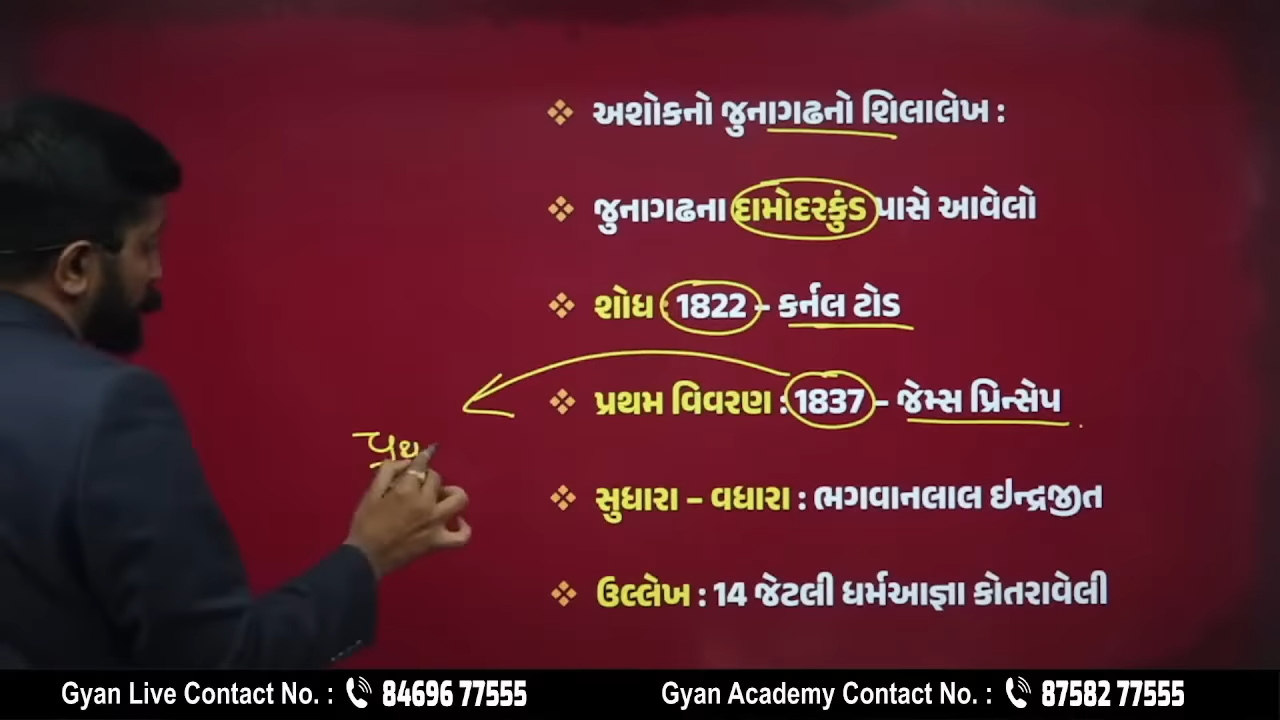 અશોકનો જુનાગઢનો શિલાલેખ :
જુનાગઢના દામોદરકુંડ પાસે આવેલો
શોધ : 1822 – કર્નલ ટોડ
પ્રથમ વિવરણ : 1837 – જેમ્સ પ્રિન્સેપ
સુધારા – વધારા : ભગવાનલાલ ઇન્દ્રજીત
ઉલ્લેખ : 14 જેટલી ધર્મઆજ્ઞા કોતરાવેલી
Gyan Live Contact No. : 84696 77555
Gyan Academy Contact No. : 87582 77555